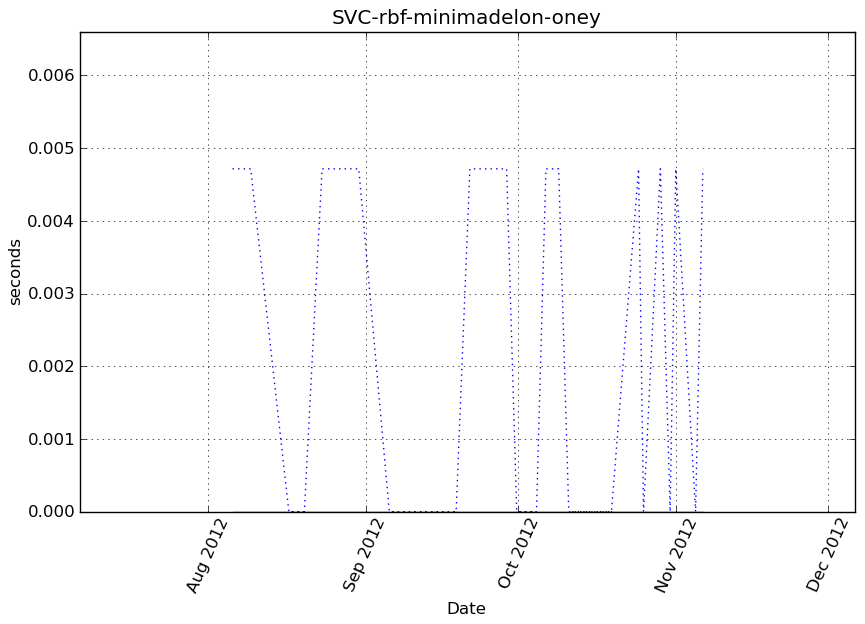 SVC-rbf-minimadelon-oney
0.006
0.005
0.004
0.003
0.002
0.001
0.000
seconds
Aug 2012
Sep 2012
Oct 2012
Nov 2012
Dec 2012
Date